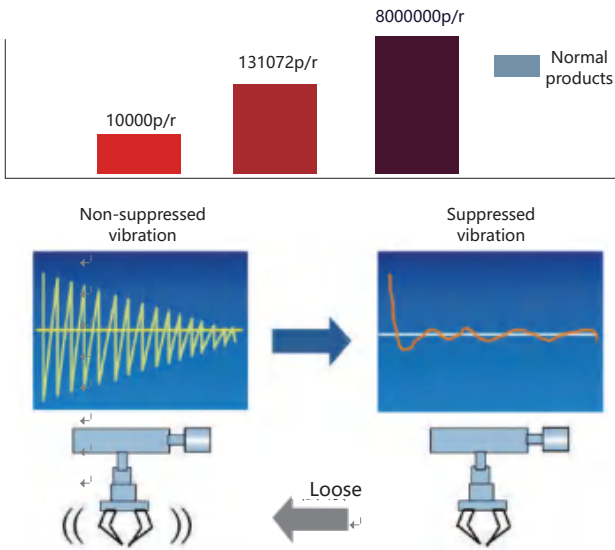 8000000p/r
131072p/r
10000p/r
Normal
products
Non-suppressed
vibration
Suppressed
vibration
Loose